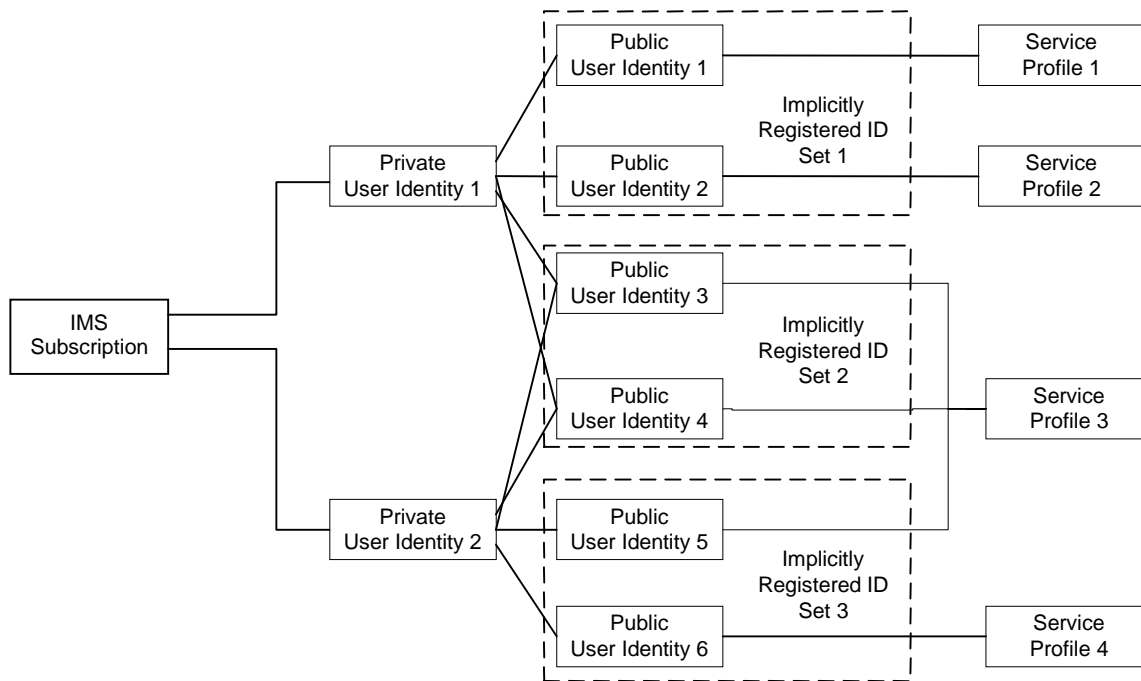 IMS
Subscription
Private
User Identity 1
Private
User Identity 2
Public
User Identity 1
Public
User Identity 2
Implicitly
Registered ID
Set 1
Public
User Identity 3
Public
User Identity 4
Implicitly
Registered ID
Set 2
Public
User Identity 5
Public
User Identity 6
Implicitly
Registered ID
Set 3
Service
Profile 1
Service
Profile 2
Service
Profile 3
Service
Profile 4